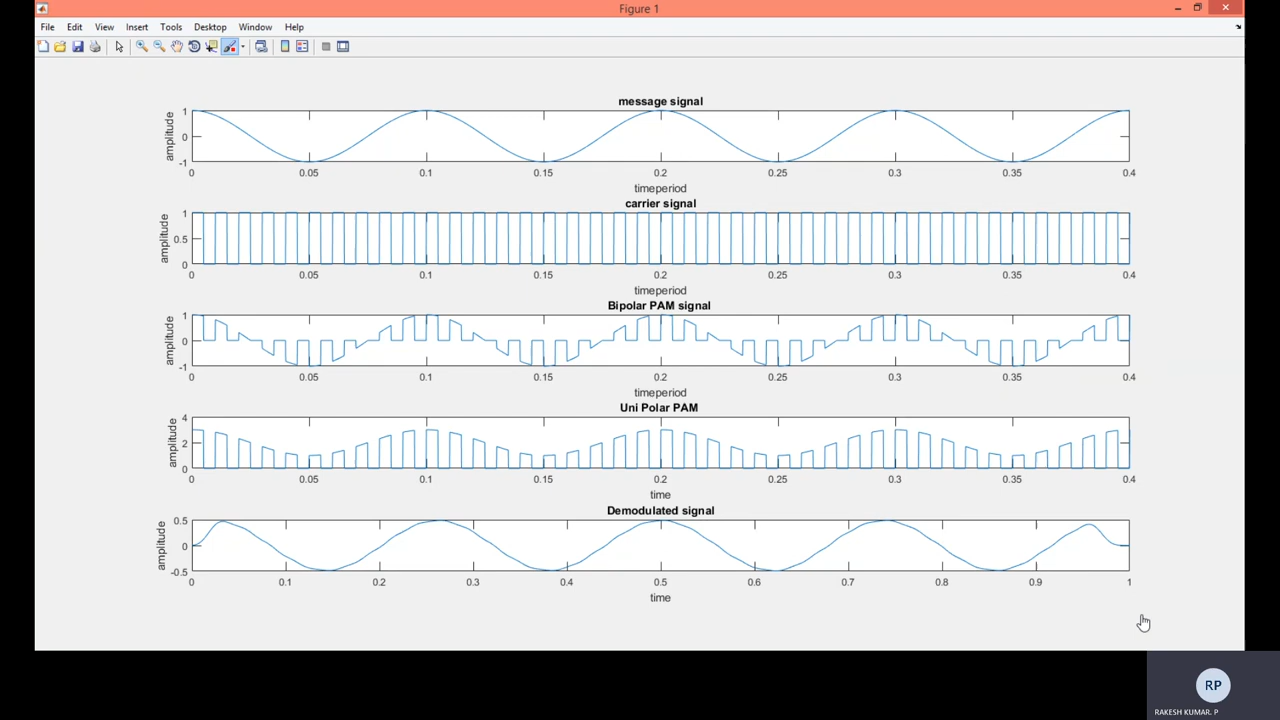 Figure 1
File Edit View Insert Tools Desktop Window Help
message signal
amplitude
1
0
-1
0 0.05 0.1 0.15 0.2 0.25 0.3 0.35 0.4
timeperiod
carrier signal
amplitude
1
0.5
0
0 0.05 0.1 0.15 0.2 0.25 0.3 0.35 0.4
timeperiod
Bipolar PAM signal
amplitude
1
0
-1
0 0.05 0.1 0.15 0.2 0.25 0.3 0.35 0.4
timeperiod
Uni Polar PAM
amplitude
4
2
0
0 0.05 0.1 0.15 0.2 0.25 0.3 0.35 0.4
time
Demodulated signal
amplitude
0.5
0
-0.5
0 0.1 0.2 0.3 0.4 0.5 0.6 0.7 0.8 0.9 1
time
RP
RAKESH KUMAR. P